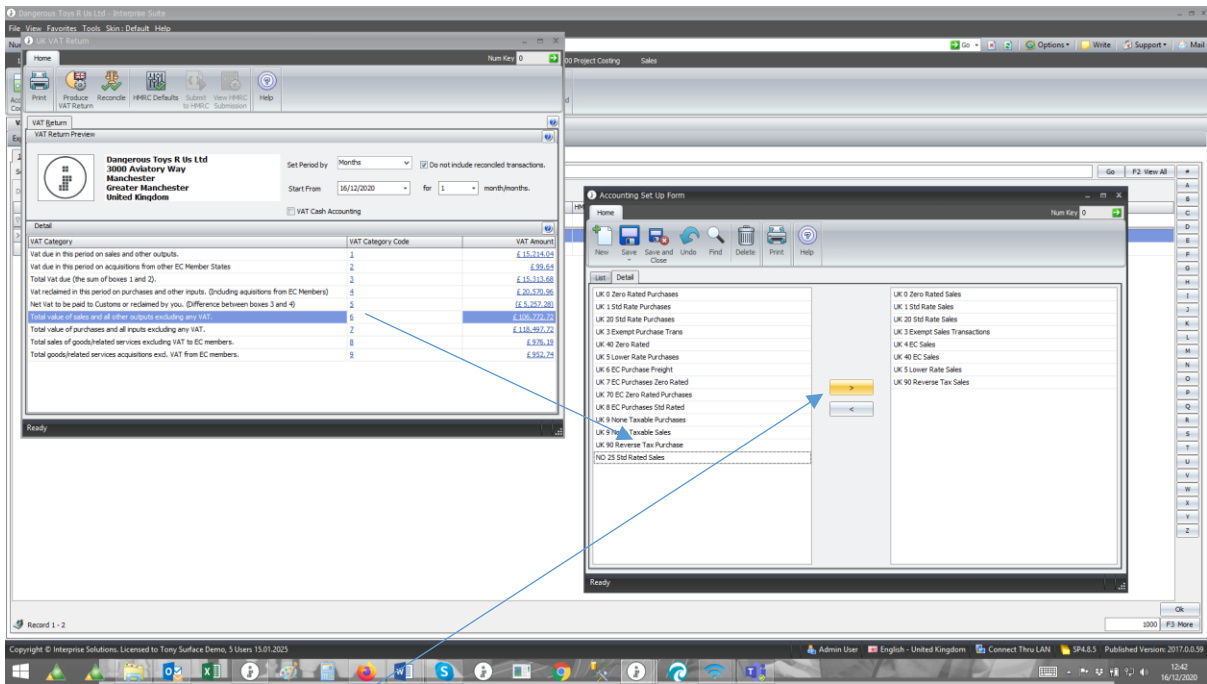 Dangerous Toys R Us Ltd - Interprise Suite
File View Favorites Tools Skin : Default Help
Go Options Write Support Mail
UK VAT Return
Home
Num Key 0
00 Project Costing Sales
Print
Produce VAT Return
Reconcile
HMRC Defaults
Submit to HMRC
View HMRC Submission
Help
VAT Return
VAT Return Preview
Dangerous Toys R Us Ltd
3000 Aviatory Way
Manchester
Greater Manchester
United Kingdom
Set Period by Months
Do not include reconciled transactions.
Start From 16/12/2020 for 1 month/months.
VAT Cash Accounting
Detail
VAT Category VAT Category Code VAT Amount
Vat due in this period on sales and other outputs. 1 £ 15,214.04
Vat due in this period on acquisitions from other EC Member States 2 £ 99.64
Total Vat due (the sum of boxes 1 and 2). 3 £ 15,313.68
Vat reclaimed in this period on purchases and other inputs. (Including aquisitions from EC Members) 4 £ 20,570.96
Net Vat to be paid to Customs or reclaimed by you. (Difference between boxes 3 and 4) 5 (£ 5,257.28)
Total value of sales and all other outputs excluding any VAT. 6 £ 106,772.72
Total value of purchases and all inputs excluding any VAT. 7 £ 118,497.72
Total sales of goods/related services excluding VAT to EC members. 8 £ 976.19
Total goods/related services acquisitions excl. VAT from EC members. 9 £ 952.74
Ready
Go F2 View All
#
A
B
C
D
E
F
G
H
I
J
K
L
M
N
O
P
Q
R
S
T
U
V
W
X
Y
Z
Accounting Set Up Form
Home
Num Key 0
New
Save
Save and Close
Undo
Find
Delete
Print
Help
List Detail
UK 0 Zero Rated Purchases
UK 1 Std Rate Purchases
UK 20 Std Rate Purchases
UK 3 Exempt Purchase Trans
UK 40 Zero Rated
UK 5 Lower Rate Purchases
UK 6 EC Purchase Freight
UK 7 EC Purchases Zero Rated
UK 70 EC Zero Rated Purchases
UK 8 EC Purchases Std Rated
UK 9 None Taxable Purchases
UK 9 None Taxable Sales
UK 90 Reverse Tax Purchase
NO 25 Std Rated Sales
>
<
UK 0 Zero Rated Sales
UK 1 Std Rate Sales
UK 20 Std Rate Sales
UK 3 Exempt Sales Transactions
UK 4 EC Sales
UK 40 EC Sales
UK 5 Lower Rate Sales
UK 90 Reverse Tax Sales
Ready
Ok
Record 1 - 2
1000 F3 More
Copyright © Interprise Solutions. Licensed to Tony Surface Demo, 5 Users 15.01.2025
Admin User English - United Kingdom Connect Thru LAN SP4.8.5 Published Version: 2017.0.0.59
12:42
16/12/2020